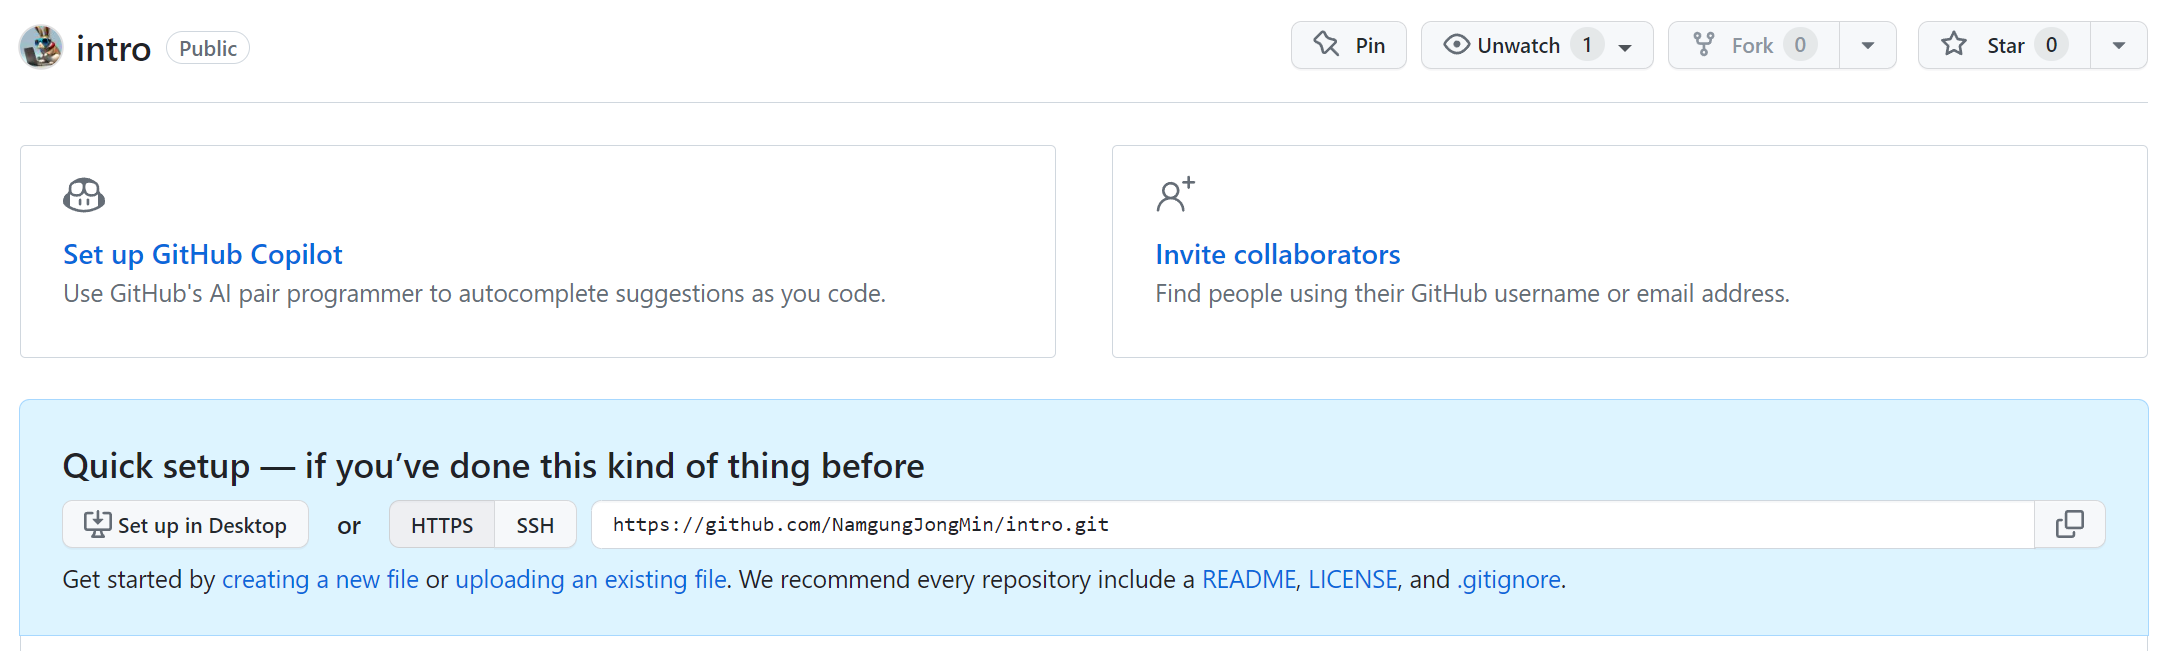 intro Public Pin Unwatch 1 Fork 0 Star 0
Set up GitHub Copilot
Use GitHub's AI pair programmer to autocomplete suggestions as you code.
Invite collaborators
Find people using their GitHub username or email address.
Quick setup — if you’ve done this kind of thing before
Set up in Desktop or HTTPS SSH https://github.com/NamgungJongMin/intro.git
Get started by creating a new file or uploading an existing file. We recommend every repository include a README, LICENSE, and .gitignore.